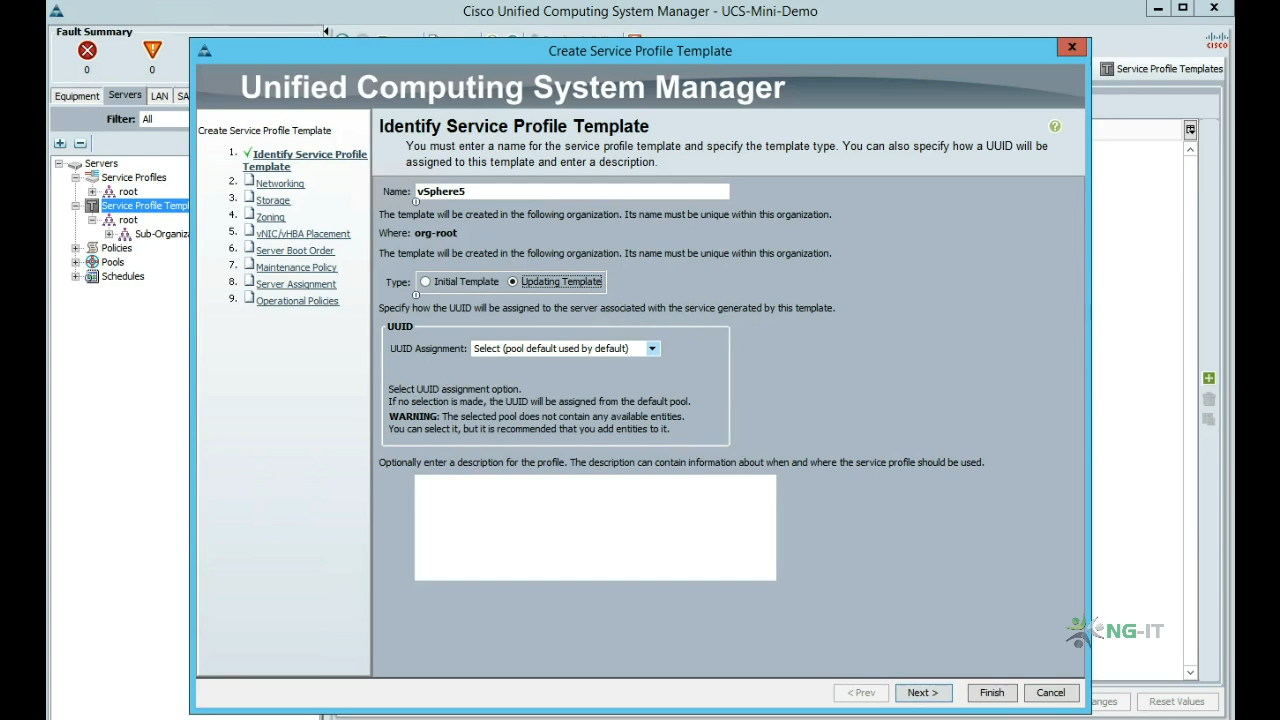 Cisco Unified Computing System Manager - UCS-Mini-Demo
Fault Summary
0
0
Equipment
Servers
LAN
SA
Filter:
All
Servers
Service Profiles
root
Service Profile Templ
root
Sub-Organiza
Policies
Pools
Schedules
cisco
Service Profile Templates
Create Service Profile Template
Unified Computing System Manager
Create Service Profile Template
1. Identify Service Profile
Template
2. Networking
3. Storage
4. Zoning
5. vNIC/vHBA Placement
6. Server Boot Order
7. Maintenance Policy
8. Server Assignment
9. Operational Policies
Identify Service Profile Template
You must enter a name for the service profile template and specify the template type. You can also specify how a UUID will be
assigned to this template and enter a description.
Name: vSphere5
The template will be created in the following organization. Its name must be unique within this organization.
Where: org-root
The template will be created in the following organization. Its name must be unique within this organization.
Type: Initial Template Updating Template
Specify how the UUID will be assigned to the server associated with the service generated by this template.
UUID
UUID Assignment: Select (pool default used by default)
Select UUID assignment option.
If no selection is made, the UUID will be assigned from the default pool.
WARNING: The selected pool does not contain any available entities.
You can select it, but it is recommended that you add entities to it.
Optionally enter a description for the profile. The description can contain information about when and where the service profile should be used.
NG-IT
< Prev
Next >
Finish
Cancel
anges
Reset Values